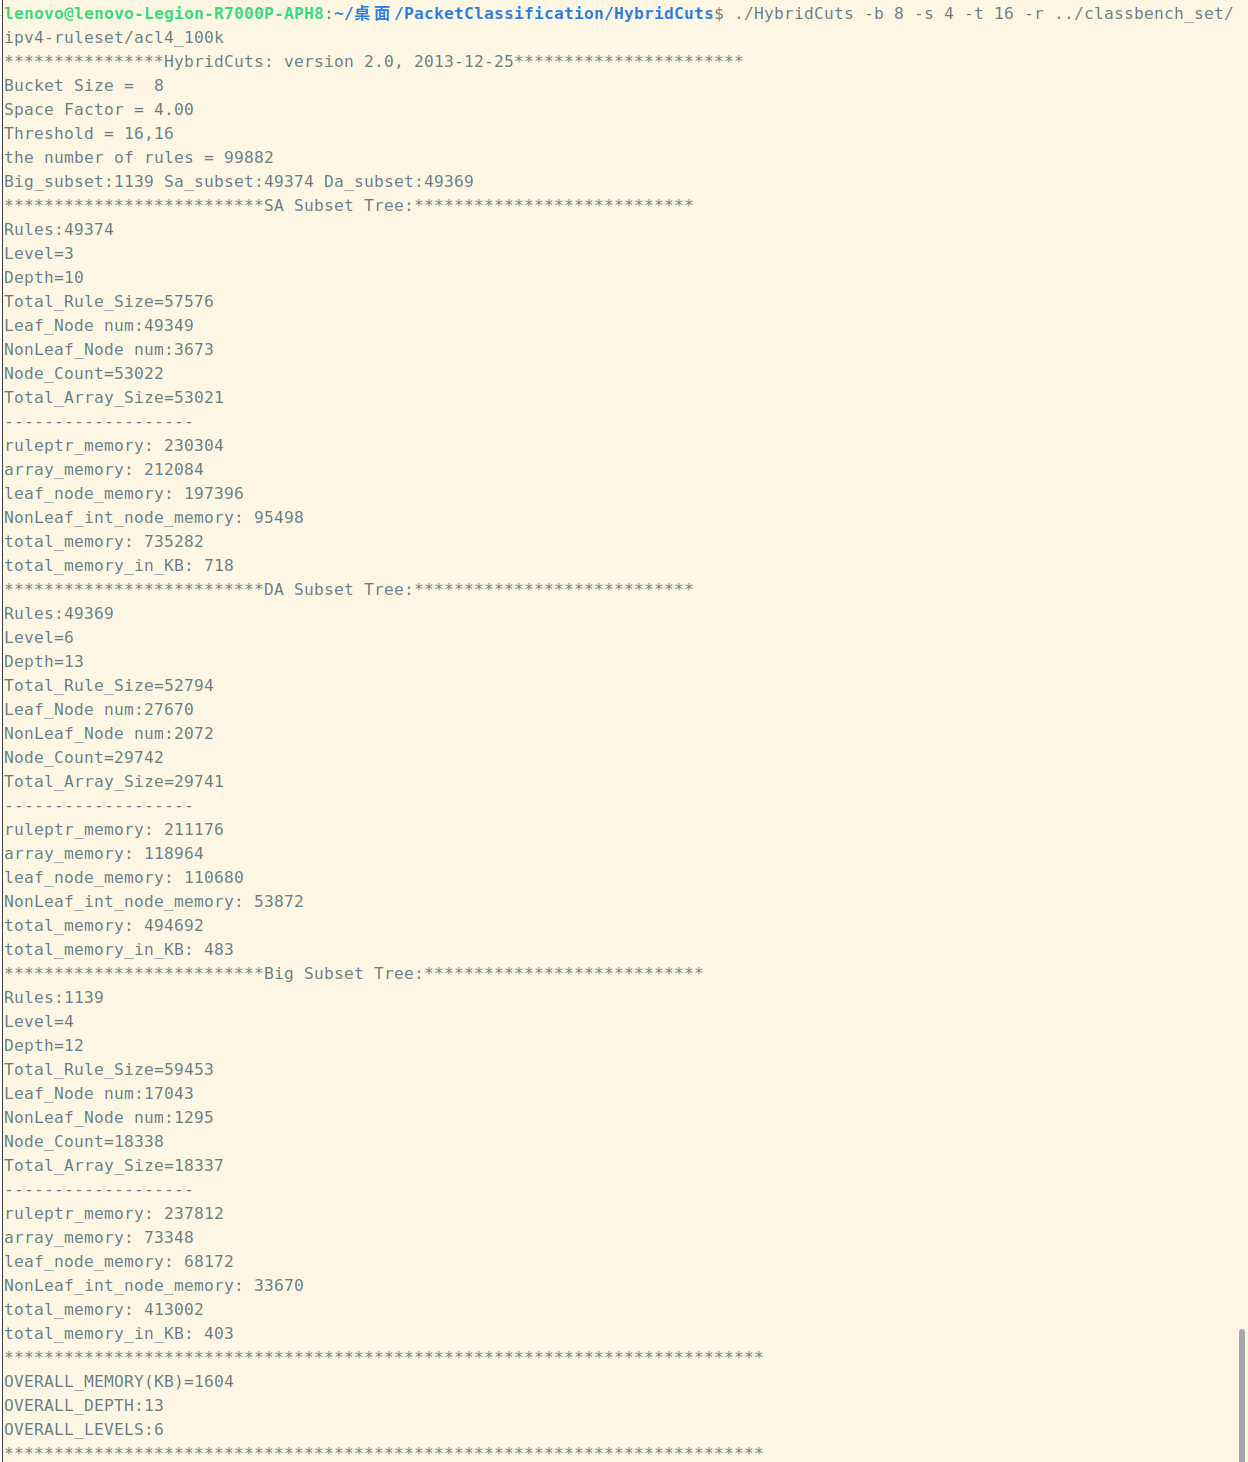 lenovo@lenovo-Legion-R7000P-APH8:~/桌面/PacketClassification/HybridCuts$ ./HybridCuts -b 8 -s 4 -t 16 -r ../classbench_set/
ipv4-ruleset/acl4_100k
****************HybridCuts: version 2.0, 2013-12-25***********************
Bucket Size =  8
Space Factor = 4.00
Threshold = 16,16
the number of rules = 99882
Big_subset:1139 Sa_subset:49374 Da_subset:49369
**************************SA Subset Tree:****************************
Rules:49374
Level=3
Depth=10
Total_Rule_Size=57576
Leaf_Node num:49349
NonLeaf_Node num:3673
Node_Count=53022
Total_Array_Size=53021
-------------------
ruleptr_memory: 230304
array_memory: 212084
leaf_node_memory: 197396
NonLeaf_int_node_memory: 95498
total_memory: 735282
total_memory_in_KB: 718
**************************DA Subset Tree:****************************
Rules:49369
Level=6
Depth=13
Total_Rule_Size=52794
Leaf_Node num:27670
NonLeaf_Node num:2072
Node_Count=29742
Total_Array_Size=29741
-------------------
ruleptr_memory: 211176
array_memory: 118964
leaf_node_memory: 110680
NonLeaf_int_node_memory: 53872
total_memory: 494692
total_memory_in_KB: 483
**************************Big Subset Tree:****************************
Rules:1139
Level=4
Depth=12
Total_Rule_Size=59453
Leaf_Node num:17043
NonLeaf_Node num:1295
Node_Count=18338
Total_Array_Size=18337
-------------------
ruleptr_memory: 237812
array_memory: 73348
leaf_node_memory: 68172
NonLeaf_int_node_memory: 33670
total_memory: 413002
total_memory_in_KB: 403
****************************************************************************
OVERALL_MEMORY(KB)=1604
OVERALL_DEPTH:13
OVERALL_LEVELS:6
****************************************************************************